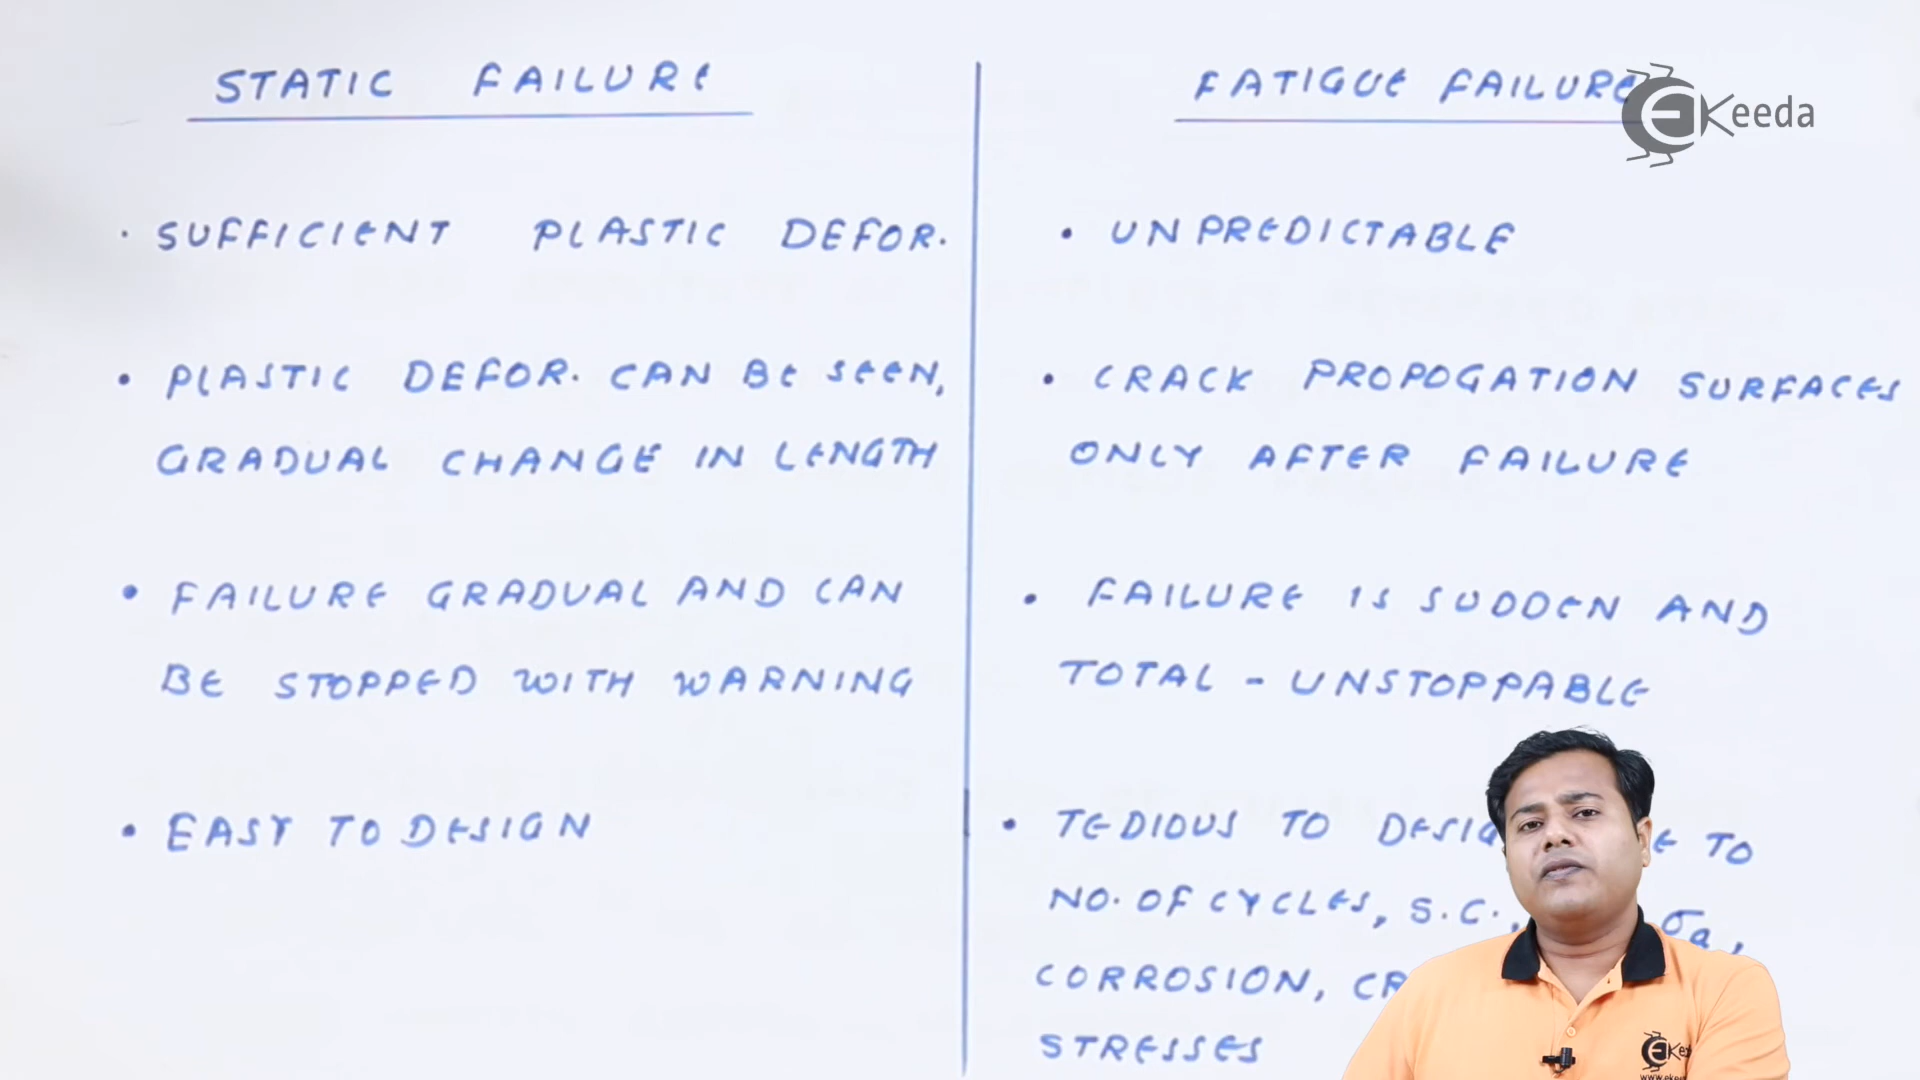 STATIC FAILURE
• SUFFICIENT PLASTIC DEFOR.
• PLASTIC DEFOR. CAN BE SEEN,
GRADUAL CHANGE IN LENGTH
• FAILURE GRADUAL AND CAN
BE STOPPED WITH WARNING
• EASY TO DESIGN
FATIGUE FAILURE
• UNPREDICTABLE
• CRACK PROPOGATION SURFACES
ONLY AFTER FAILURE
• FAILURE IS SUDDEN AND
TOTAL - UNSTOPPABLE
• TEDIOUS TO TO
NO. OF CYCLES, S.C., σa,
CORROSION,
STRESSES
EKeeda